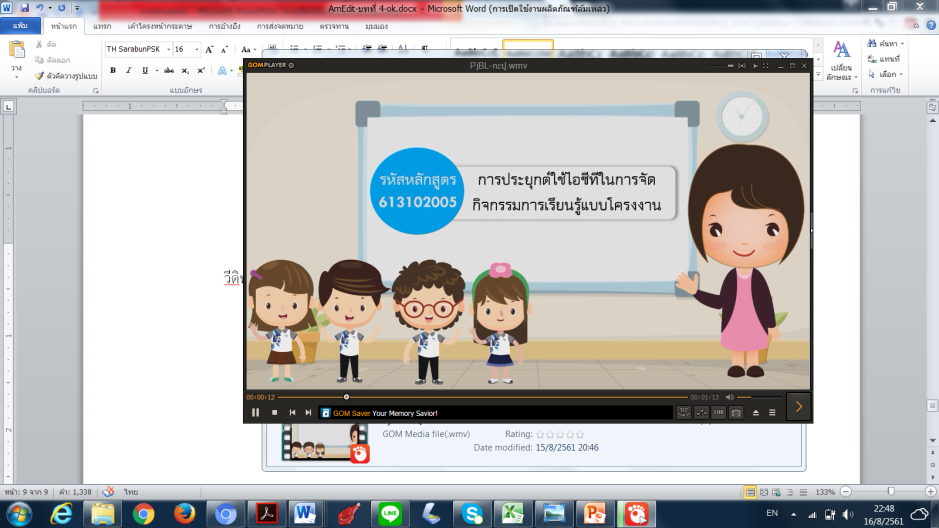 AmEdit-บทที่ 4-ok.docx - Microsoft Word (การเปิดใช้งานผลิตภัณฑ์ล้มเหลว)
แฟ้ม หน้าแรก แทรก เค้าโครงหน้ากระดาษ การอ้างอิง การส่งจดหมาย ตรวจทาน มุมมอง
วาง
ตัด
คัดลอก
ตัวคัดวางรูปแบบ
คลิปบอร์ด
TH SarabunPSK
16
แบบอักษร
เปลี่ยน
ลักษณะ
ค้นหา
แทนที่
เลือก
การแก้ไข
GOMPLAYER
PjBL-กะปุ.wmv
รหัสหลักสูตร
613102005
การประยุกต์ใช้ไอซีทีในการจัด
กิจกรรมการเรียนรู้แบบโครงงาน
00:00:12
00:01:13
GOM Saver Your Memory Savior!
GOM Media file(.wmv)
Rating:
Date modified: 15/8/2561 20:46
หน้า: 9 จาก 9 คำ: 1,338 ไทย
133%
EN
22:48
16/8/2561